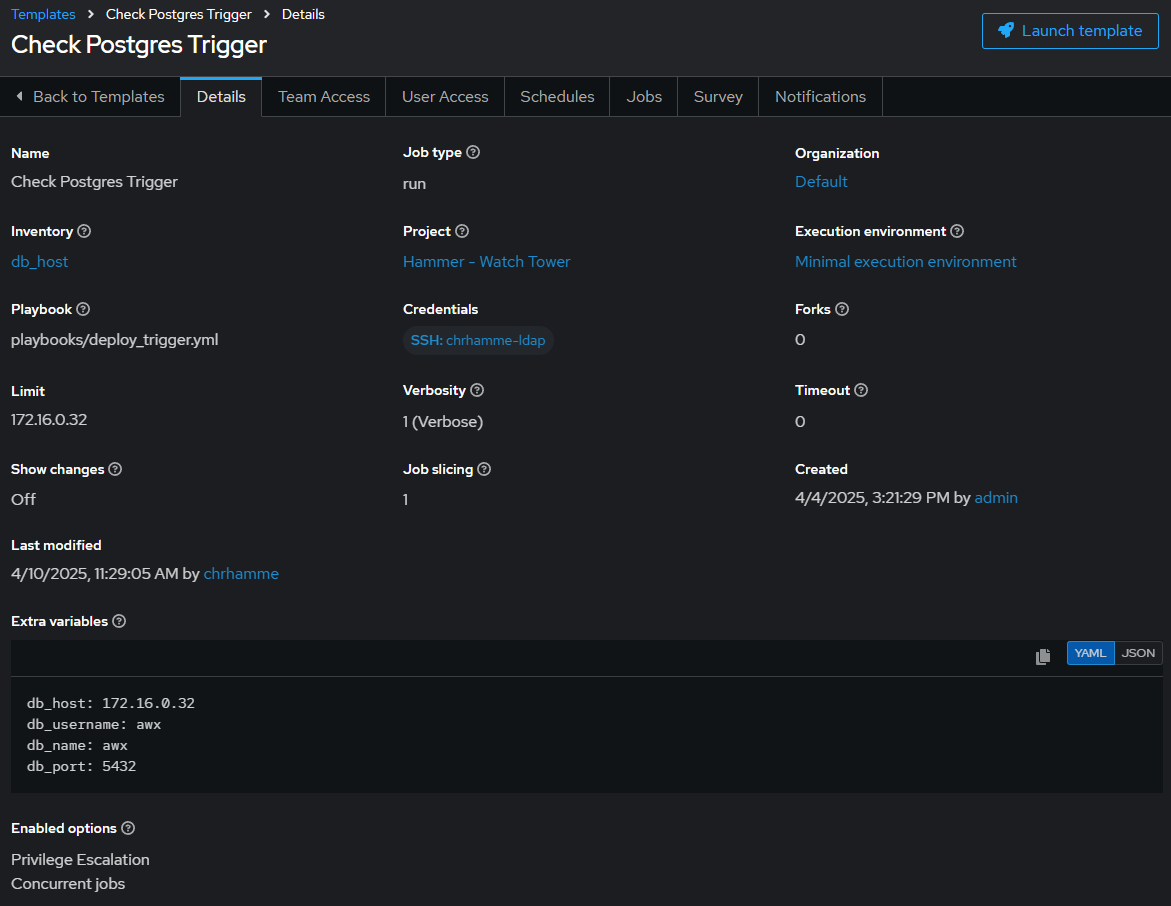 Templates > Check Postgres Trigger > Details
Check Postgres Trigger
Launch template
Back to Templates
Details
Team Access
User Access
Schedules
Jobs
Survey
Notifications
Name
Check Postgres Trigger
Job type
run
Organization
Default
Inventory
db_host
Project
Hammer - Watch Tower
Execution environment
Minimal execution environment
Playbook
playbooks/deploy_trigger.yml
Credentials
SSH: chrhamme-ldap
Forks
0
Limit
172.16.0.32
Verbosity
1 (Verbose)
Timeout
0
Show changes
Off
Job slicing
1
Created
4/4/2025, 3:21:29 PM by admin
Last modified
4/10/2025, 11:29:05 AM by chrhamme
Extra variables
YAML
JSON
db_host: 172.16.0.32
db_username: awx
db_name: awx
db_port: 5432
Enabled options
Privilege Escalation
Concurrent jobs